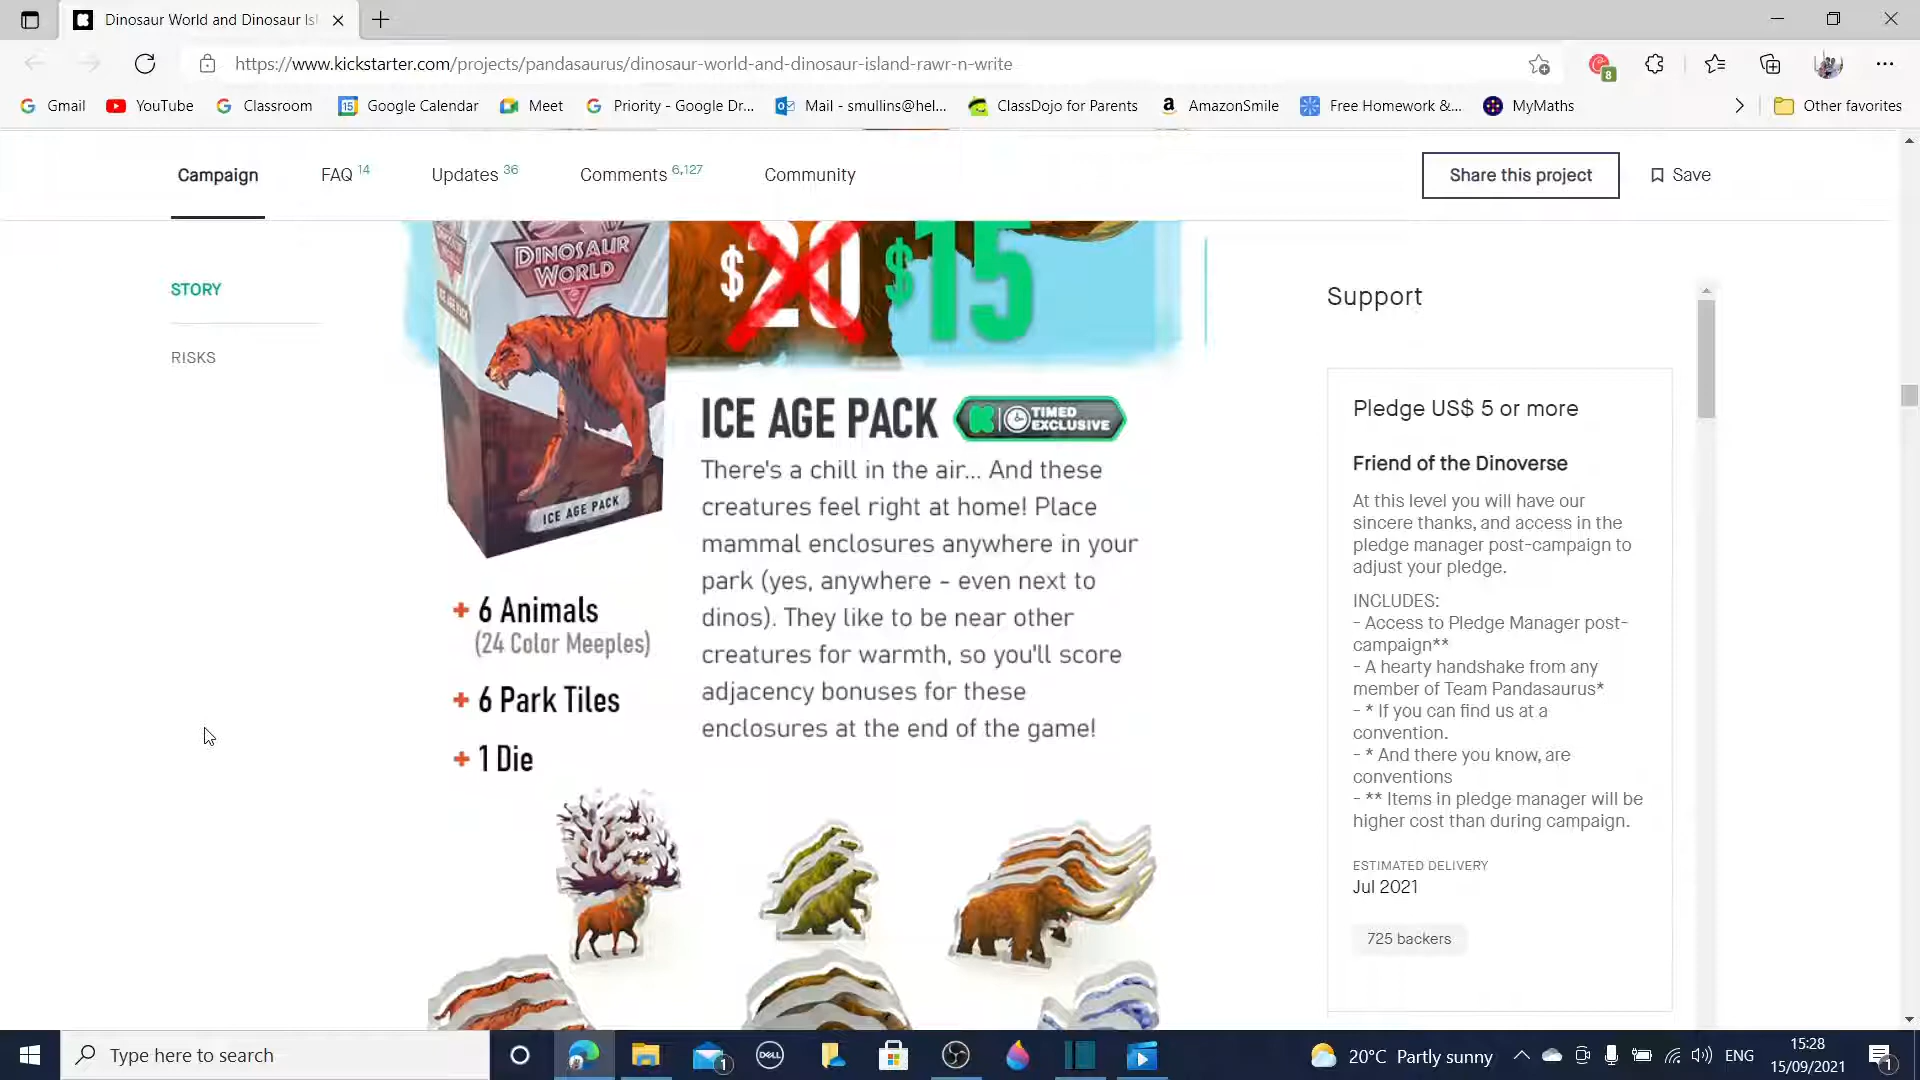 Dinosaur World and Dinosaur Isl
https://www.kickstarter.com/projects/pandasaurus/dinosaur-world-and-dinosaur-island-rawr-n-write
8
Gmail
YouTube
Classroom
15
Google Calendar
Meet
Priority - Google Dr...
Mail - smullins@hel...
ClassDojo for Parents
AmazonSmile
Free Homework &...
MyMaths
Other favorites
Campaign
FAQ 14
Updates 36
Comments 6,127
Community
Share this project
Save
STORY
RISKS
DINOSAUR
WORLD
ICE AGE PACK
$20
$15
ICE AGE PACK
TIMED
EXCLUSIVE
There's a chill in the air... And these
creatures feel right at home! Place
mammal enclosures anywhere in your
park (yes, anywhere - even next to
dinos). They like to be near other
creatures for warmth, so you'll score
adjacency bonuses for these
enclosures at the end of the game!
+ 6 Animals
(24 Color Meeples)
+ 6 Park Tiles
+ 1 Die
Support
Pledge US$ 5 or more
Friend of the Dinoverse
At this level you will have our
sincere thanks, and access in the
pledge manager post-campaign to
adjust your pledge.
INCLUDES:
- Access to Pledge Manager post-
campaign**
- A hearty handshake from any
member of Team Pandasaurus*
- * If you can find us at a
convention.
- * And there you know, are
conventions
- ** Items in pledge manager will be
higher cost than during campaign.
ESTIMATED DELIVERY
Jul 2021
725 backers
Type here to search
1
DELL
20°C Partly sunny
ENG
15:28
15/09/2021
1